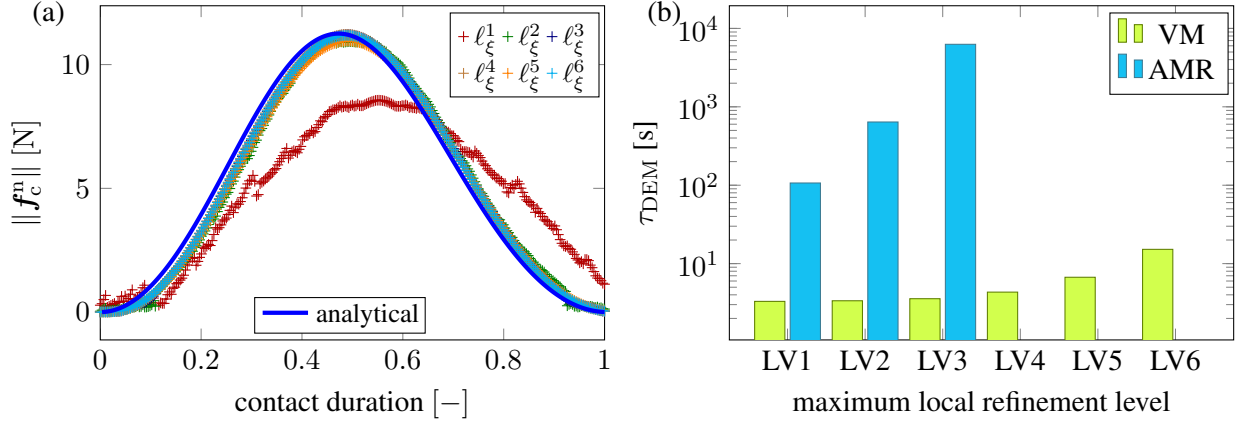 (a)
‖f_c^n‖ [N]
10
5
0
+ ℓ_ξ^1 + ℓ_ξ^2 + ℓ_ξ^3
+ ℓ_ξ^4 + ℓ_ξ^5 + ℓ_ξ^6
analytical
0 0.2 0.4 0.6 0.8 1
contact duration [−]
(b)
τ_DEM [s]
10^4
10^3
10^2
10^1
VM
AMR
LV1 LV2 LV3 LV4 LV5 LV6
maximum local refinement level